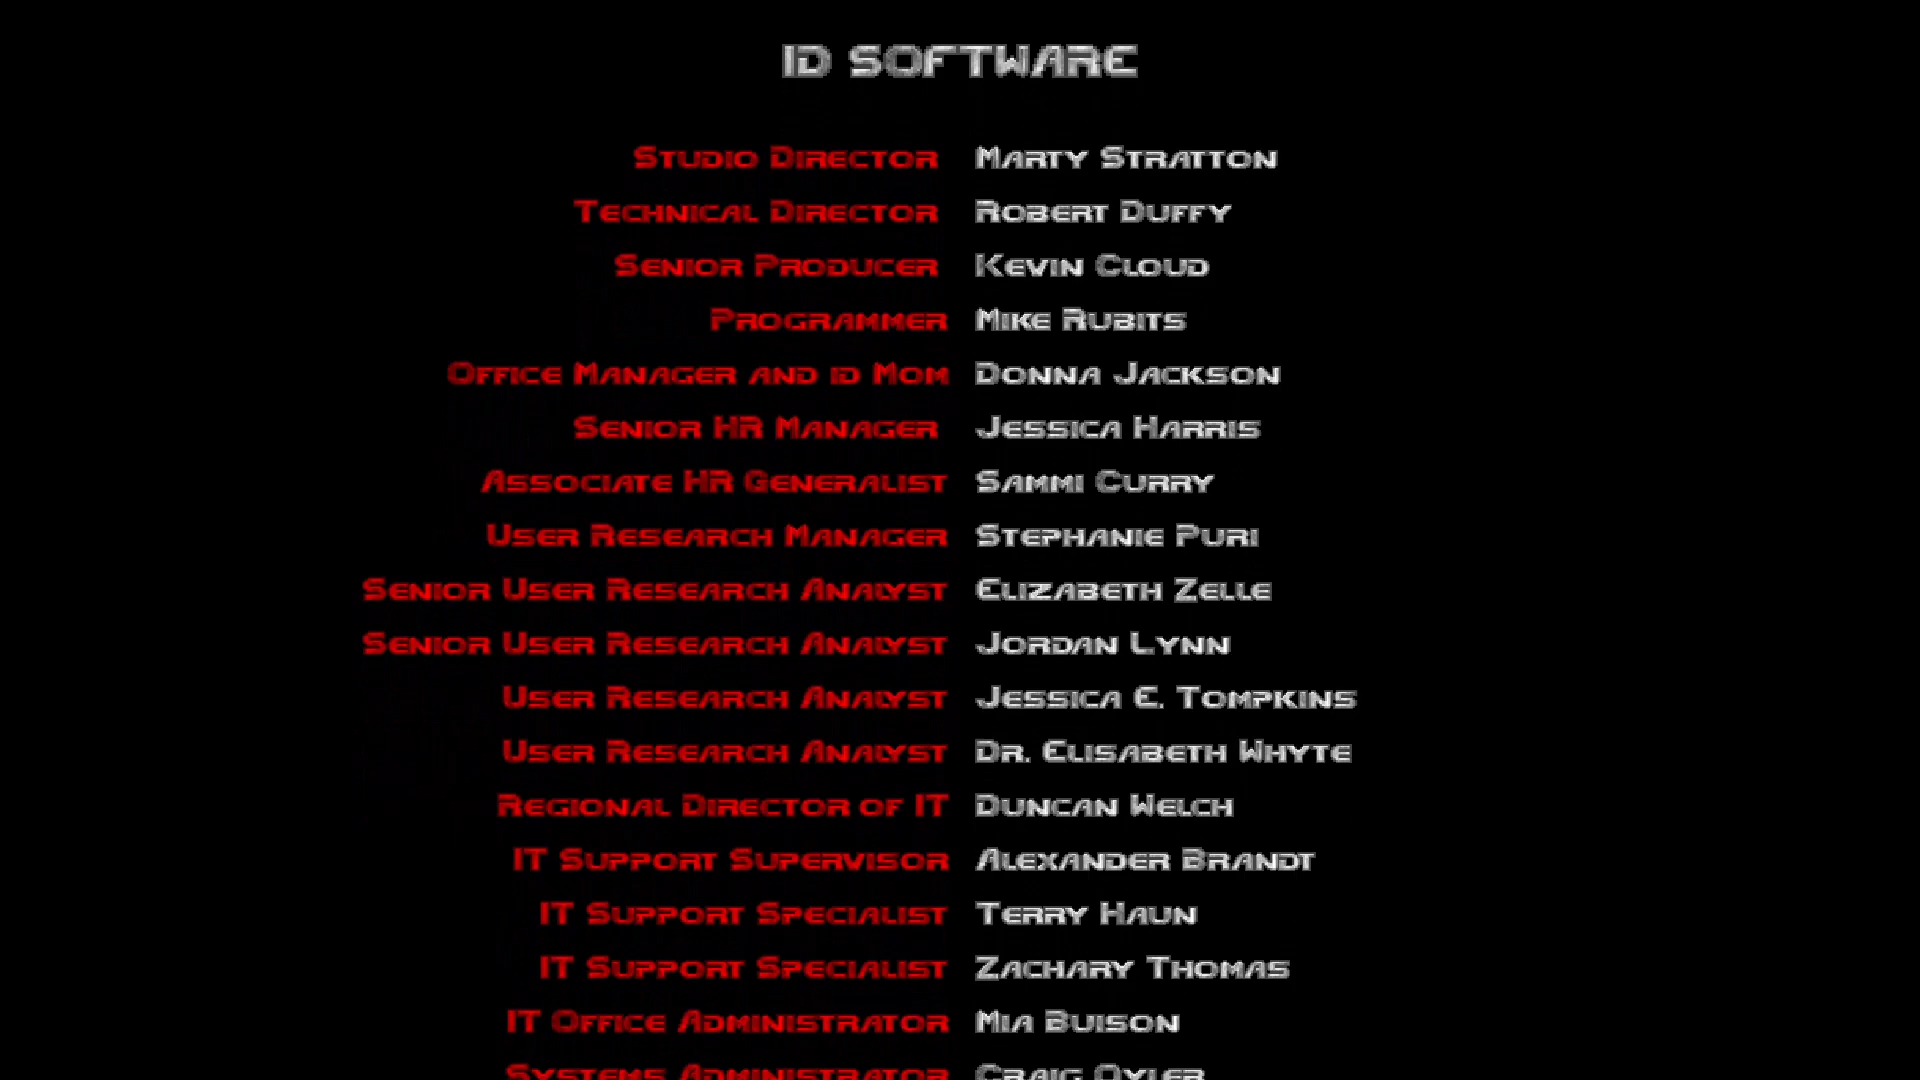 ID SOFTWARE
STUDIO DIRECTOR MARTY STRATTON
TECHNICAL DIRECTOR ROBERT DUFFY
SENIOR PRODUCER KEVIN CLOUD
PROGRAMMER MIKE RUBITS
OFFICE MANAGER AND ID MOM DONNA JACKSON
SENIOR HR MANAGER JESSICA HARRIS
ASSOCIATE HR GENERALIST SAMMI CURRY
USER RESEARCH MANAGER STEPHANIE PURI
SENIOR USER RESEARCH ANALYST ELIZABETH ZELLE
SENIOR USER RESEARCH ANALYST JORDAN LYNN
USER RESEARCH ANALYST JESSICA E. TOMPKINS
USER RESEARCH ANALYST DR. ELISABETH WHYTE
REGIONAL DIRECTOR OF IT DUNCAN WELCH
IT SUPPORT SUPERVISOR ALEXANDER BRANDT
IT SUPPORT SPECIALIST TERRY HAUN
IT SUPPORT SPECIALIST ZACHARY THOMAS
IT OFFICE ADMINISTRATOR MIA BUISON
SYSTEMS ADMINISTRATOR CRAIG